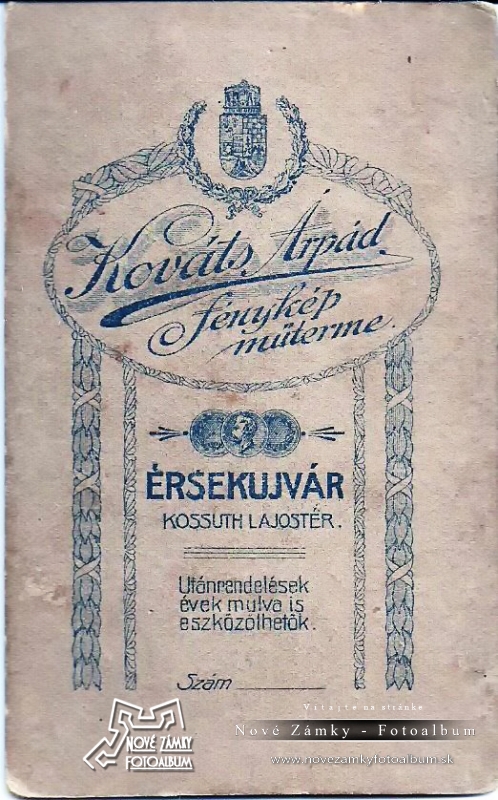 Kováts Árpád
fénykép
műterme.
ÉRSEKUJVÁR
KOSSUTH LAJOSTÉR.
Utánrendelések
évek mulva is
eszközölhetők.
Szám
Vitajte na stránke
Nové Zámky - Fotoalbum
www.novezamkyfotoalbum.sk
NOVÉ ZÁMKY
FOTOALBUM